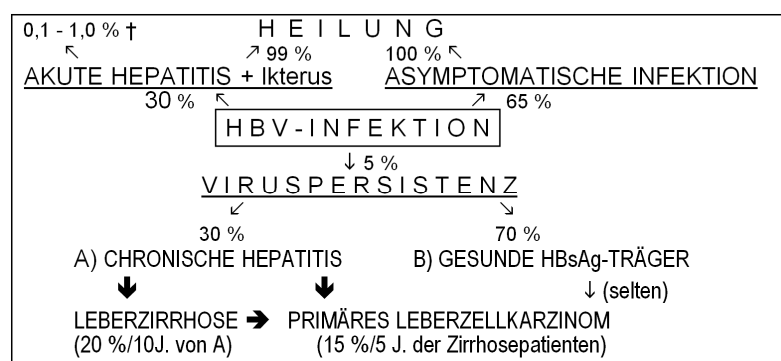 0,1 - 1,0 % † H E I L U N G
99 % 100 %
AKUTE HEPATITIS + Ikterus ASYMPTOMATISCHE INFEKTION
30 % 65 %
H B V - I N F E K T I O N
↓ 5 %
V I R U S P E R S I S T E N Z
30 % 70 %
A) CHRONISCHE HEPATITIS B) GESUNDE HBsAg-TRÄGER
↓ (selten)
LEBERZIRRHOSE ➔ PRIMÄRES LEBERZELLKARZINOM
(20 %/10J. von A) (15 %/5 J. der Zirrhosepatienten)